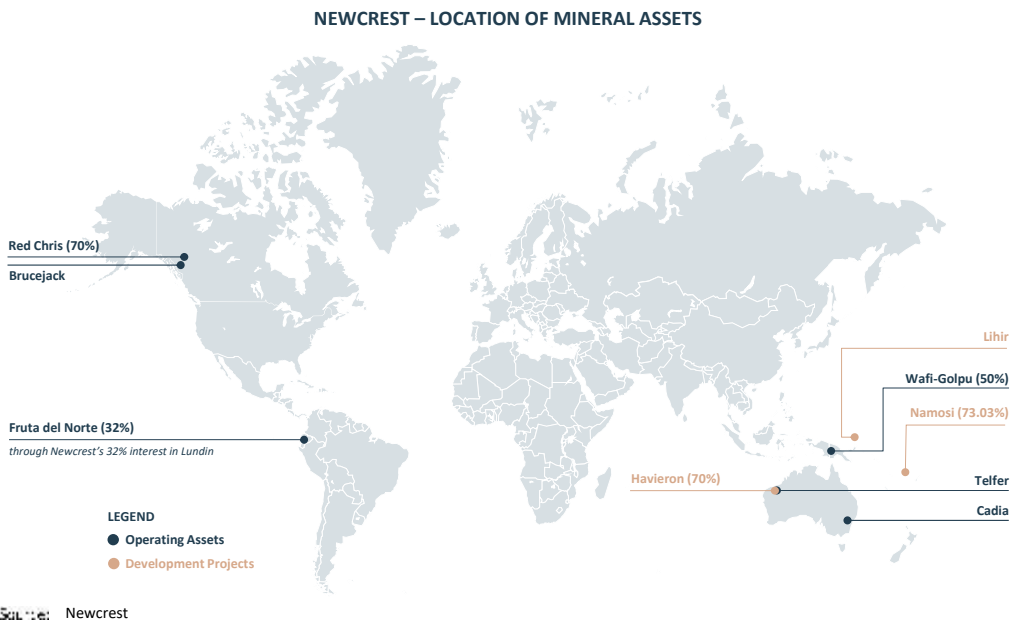 NEWCREST – LOCATION OF MINERAL ASSETS
Red Chris (70%)
Brucejack
Lihir
Wafi-Golpu (50%)
Namosi (73.03%)
Fruta del Norte (32%)
through Newcrest's 32% interest in Lundin
Havieron (70%)
Telfer
Cadia
LEGEND
Operating Assets
Development Projects
Newcrest